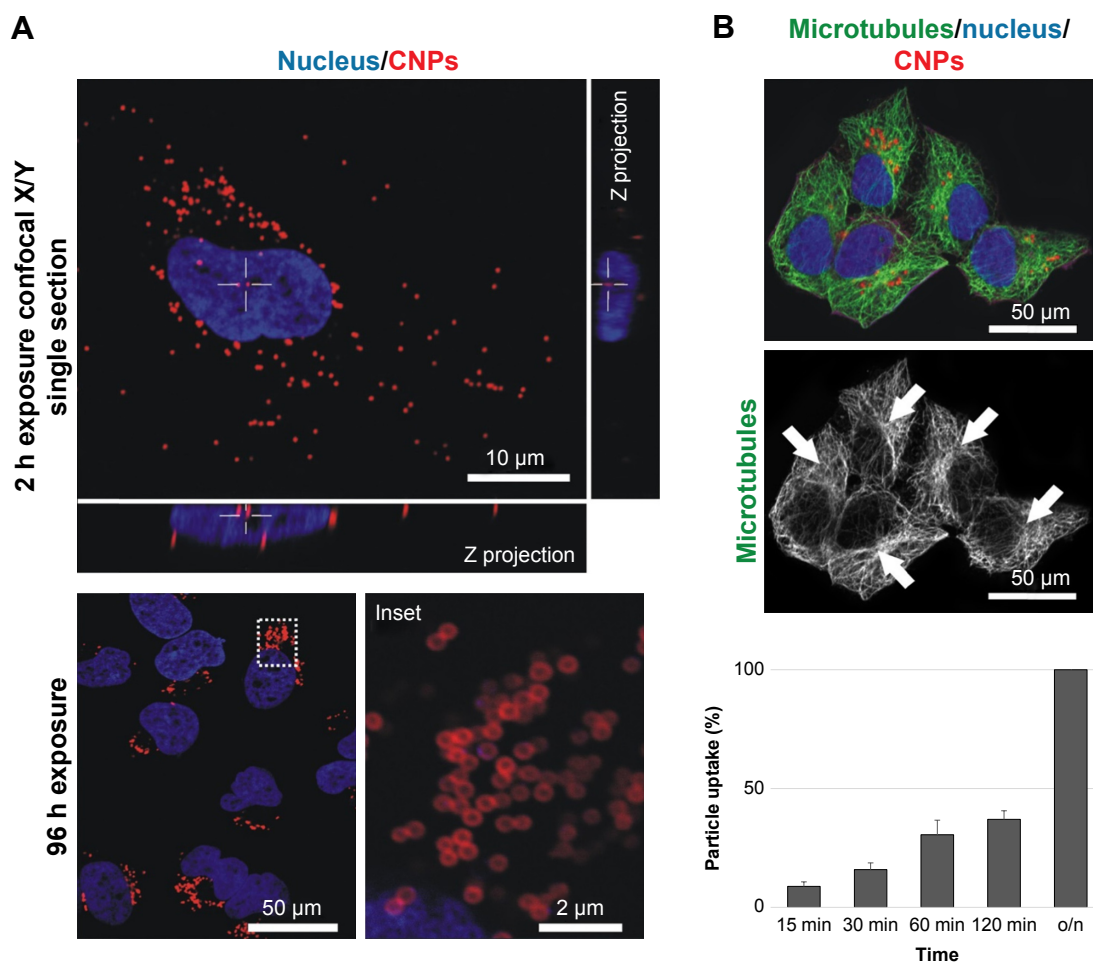 A
Nucleus/CNPs
2 h exposure confocal X/Y
single section
Z projection
10 µm
Z projection
96 h exposure
50 µm
Inset
2 µm
B
Microtubules/nucleus/
CNPs
50 µm
Microtubules
50 µm
Particle uptake (%)
100
50
0
15 min 30 min 60 min 120 min o/n
Time